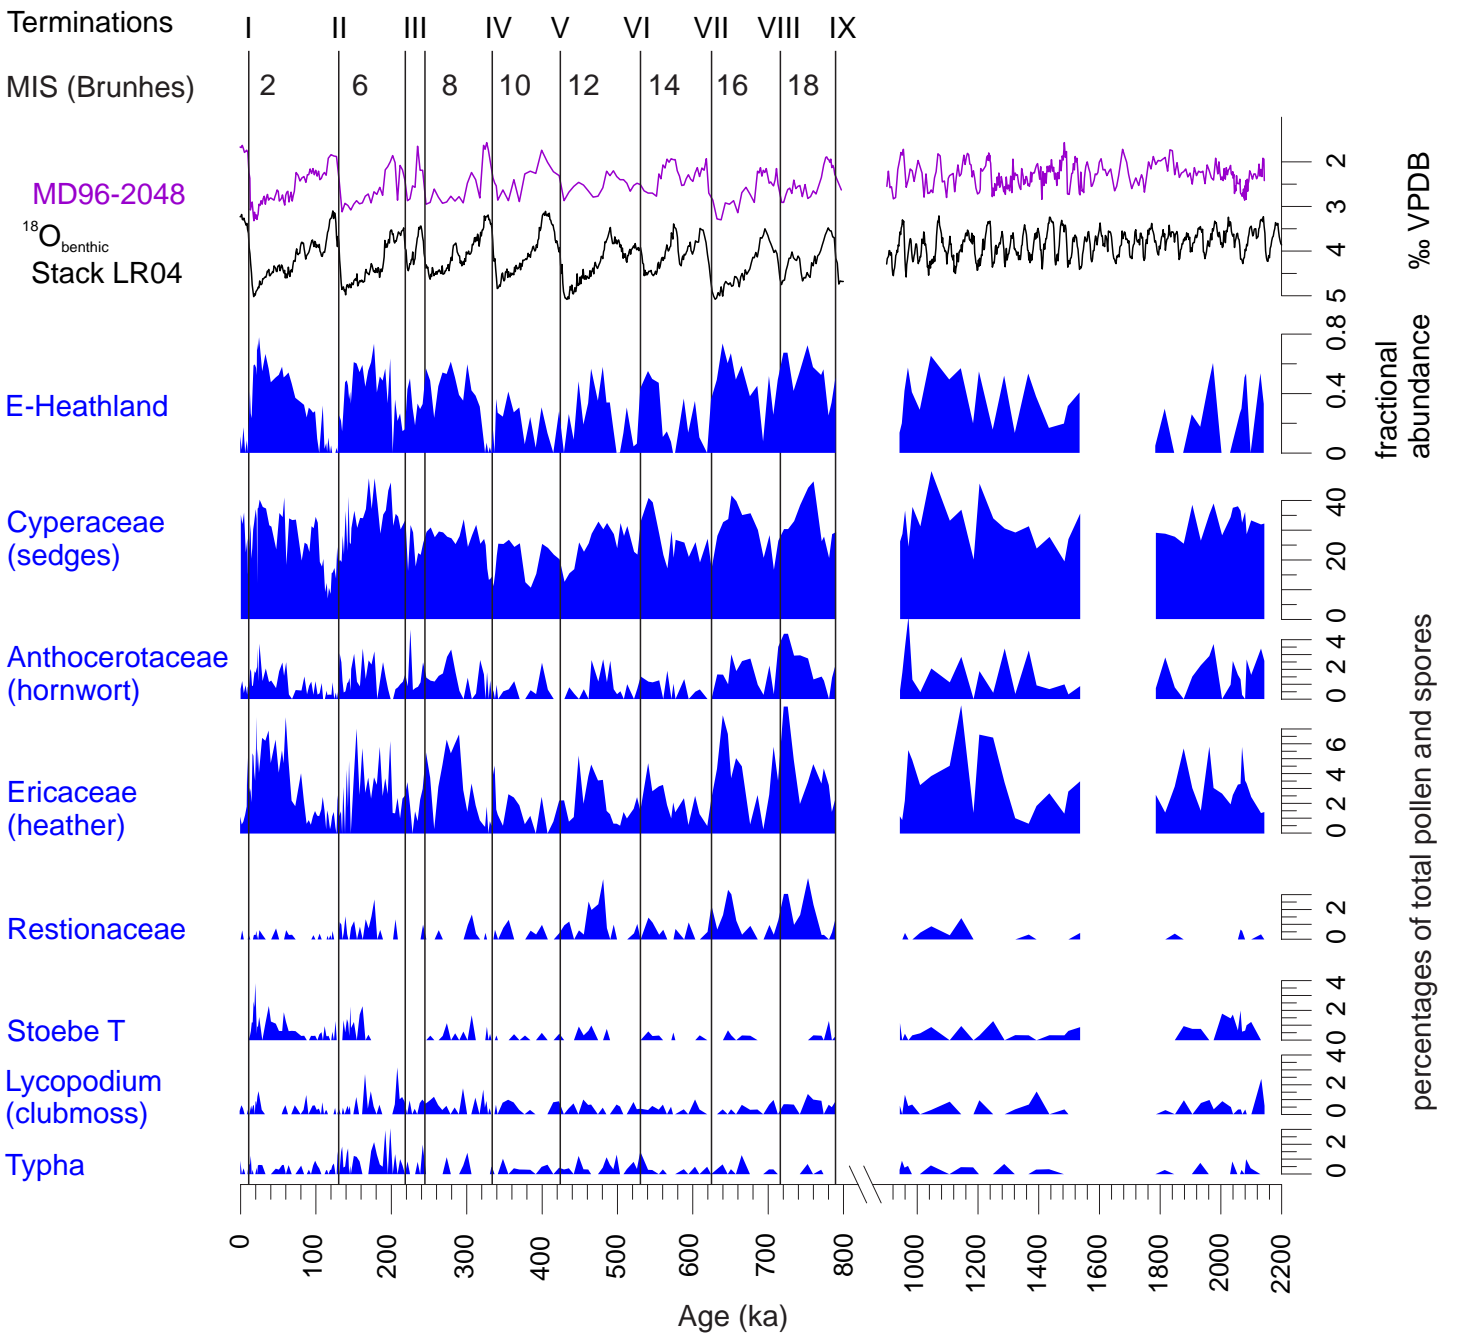 Terminations I II III IV V VI VII VIII IX
MIS (Brunhes) 2 6 8 10 12 14 16 18
MD96-2048
18Obenthic
Stack LR04
2
3
4
5
‰ VPDB
E-Heathland
0.8
0.4
0
fractional
abundance
Cyperaceae
(sedges)
40
20
0
Anthocerotaceae
(hornwort)
4
2
0
Ericaceae
(heather)
6
4
2
0
Restionaceae
2
0
Stoebe T
4
2
0
Lycopodium
(clubmoss)
4
2
0
Typha
2
0
percentages of total pollen and spores
0 100 200 300 400 500 600 700 800 1000 1200 1400 1600 1800 2000 2200
Age (ka)